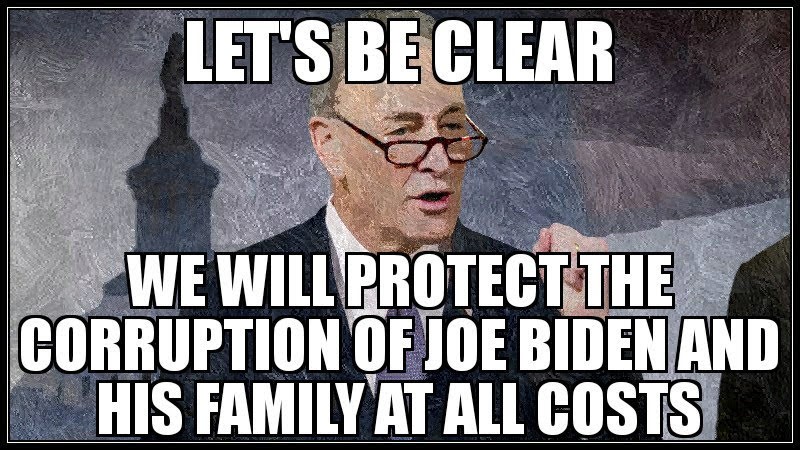 LET'S BE CLEAR
WE WILL PROTECT THE
CORRUPTION OF JOE BIDEN AND
HIS FAMILY AT ALL COSTS